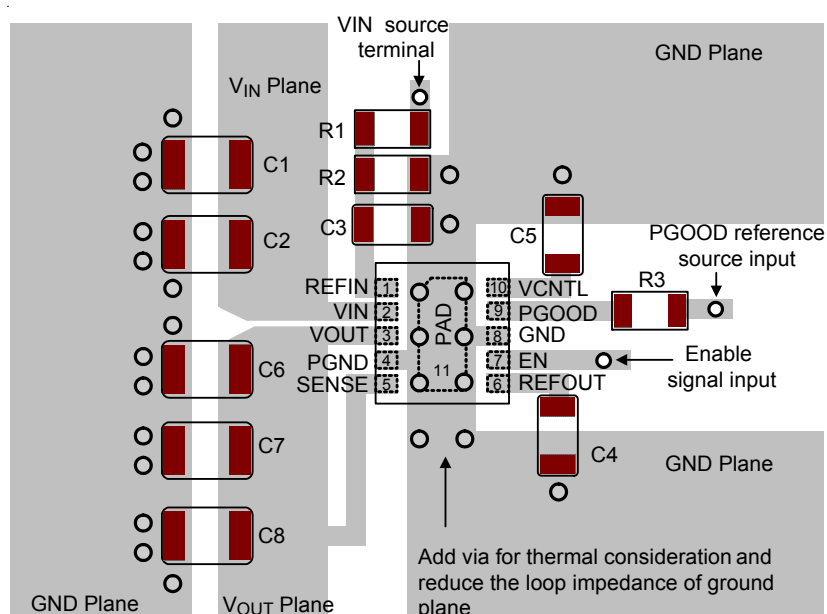 VIN source
terminal
GND Plane
VIN Plane
R1
C1
R2
C3
C5
PGOOD reference
source input
C2
R3
REFIN 1
10 VCNTL
VIN 2
9 PGOOD
VOUT 3
PAD
8 GND
PGND 4
11
7 EN
Enable
signal input
SENSE 5
6 REFOUT
C6
C7
C4
GND Plane
C8
Add via for thermal consideration and
reduce the loop impedance of ground
plane
GND Plane
VOUT Plane